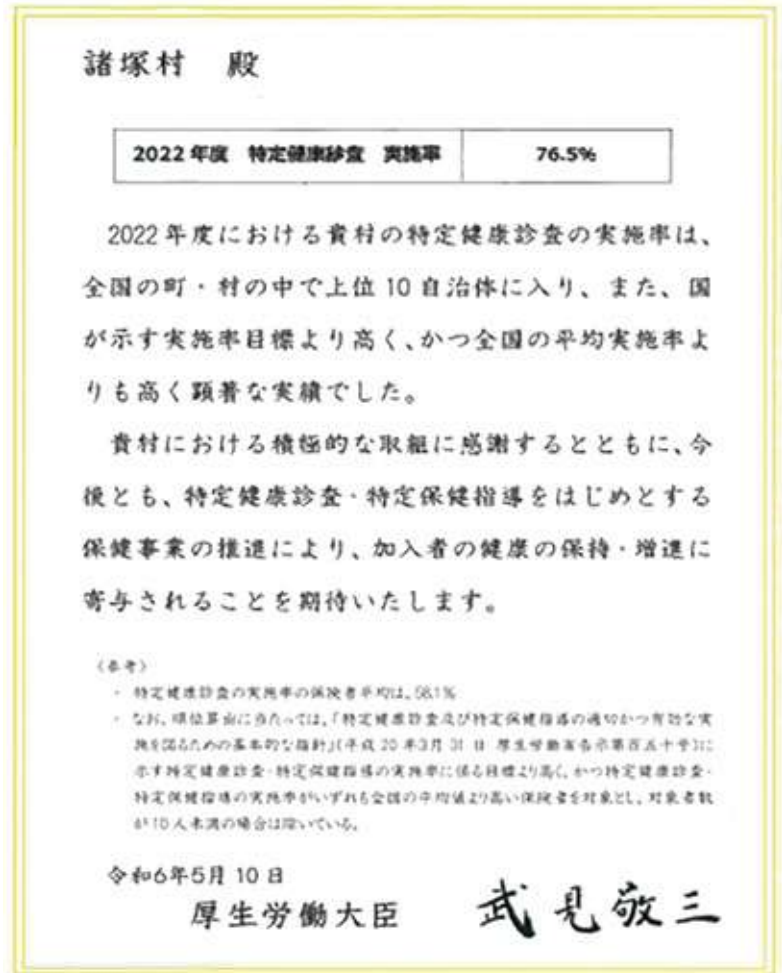 諸塚村　殿
2022年度　特定健康診査　実施率　76.5%
2022年度における貴村の特定健康診査の実施率は、
全国の町・村の中で上位10自治体に入り、また、国
が示す実施率目標より高く、かつ全国の平均実施率よ
りも高く顕著な実績でした。
貴村における積極的な取組に感謝するとともに、今
後とも、特定健康診査・特定保健指導をはじめとする
保健事業の推進により、加入者の健康の保持・増進に
寄与されることを期待いたします。
〈参考〉
・ 特定健康診査の実施率の保険者平均は、58.1%
・ なお、順位算出に当たっては、「特定健康診査及び特定保健指導の適切かつ有効な実
施を図るための基本的な指針」(平成20年3月31日 厚生労働省告示第百五十号)に
示す特定健康診査・特定保健指導の実施率に係る目標より高く、かつ特定健康診査・
特定保健指導の実施率がいずれも全国の平均値より高い保険者を対象とし、対象者数
が10人未満の場合は除いている。
令和6年5月10日
厚生労働大臣　武見敬三